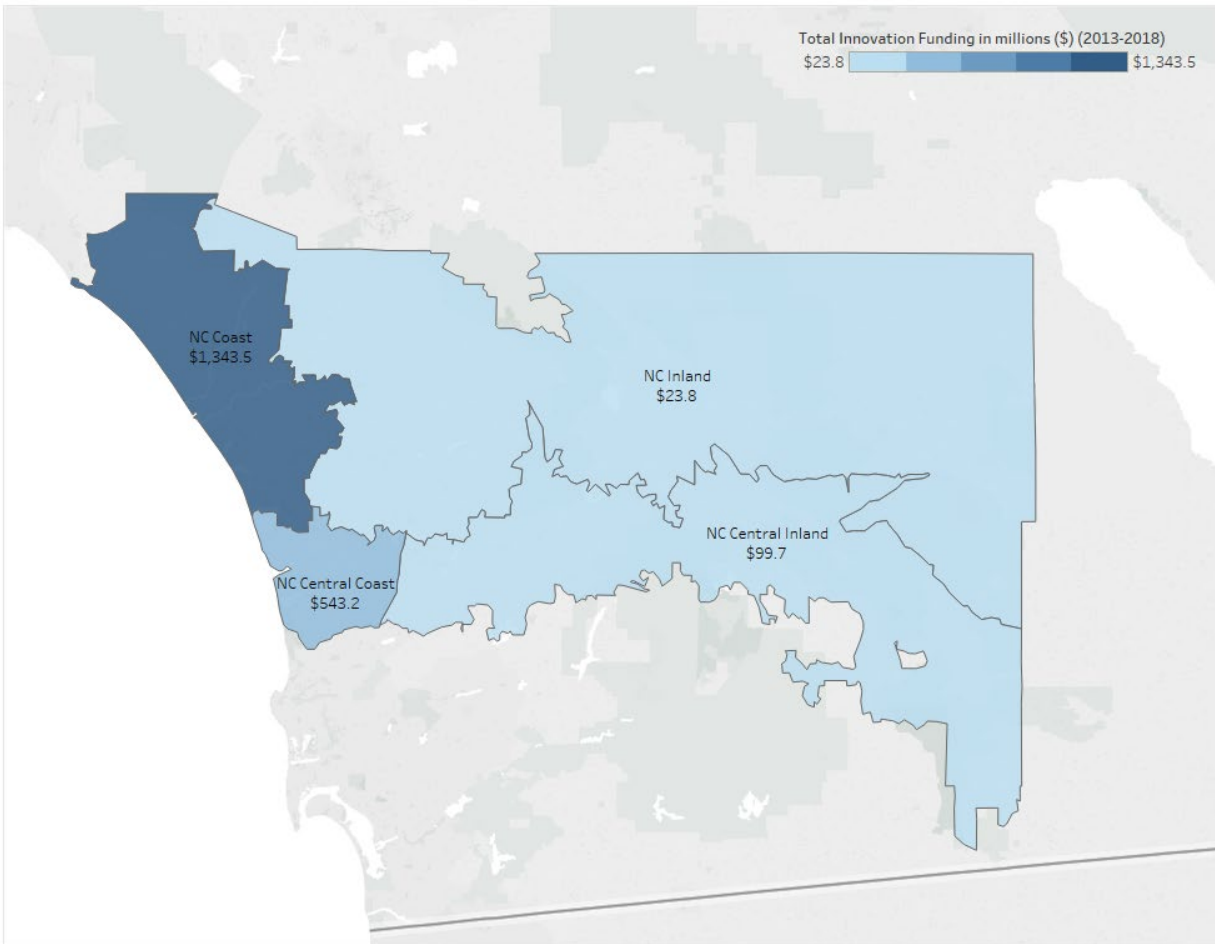 Total Innovation Funding in millions ($) (2013-2018)
$23.8 $1,343.5
NC Coast
$1,343.5
NC Inland
$23.8
NC Central Inland
$99.7
NC Central Coast
$543.2